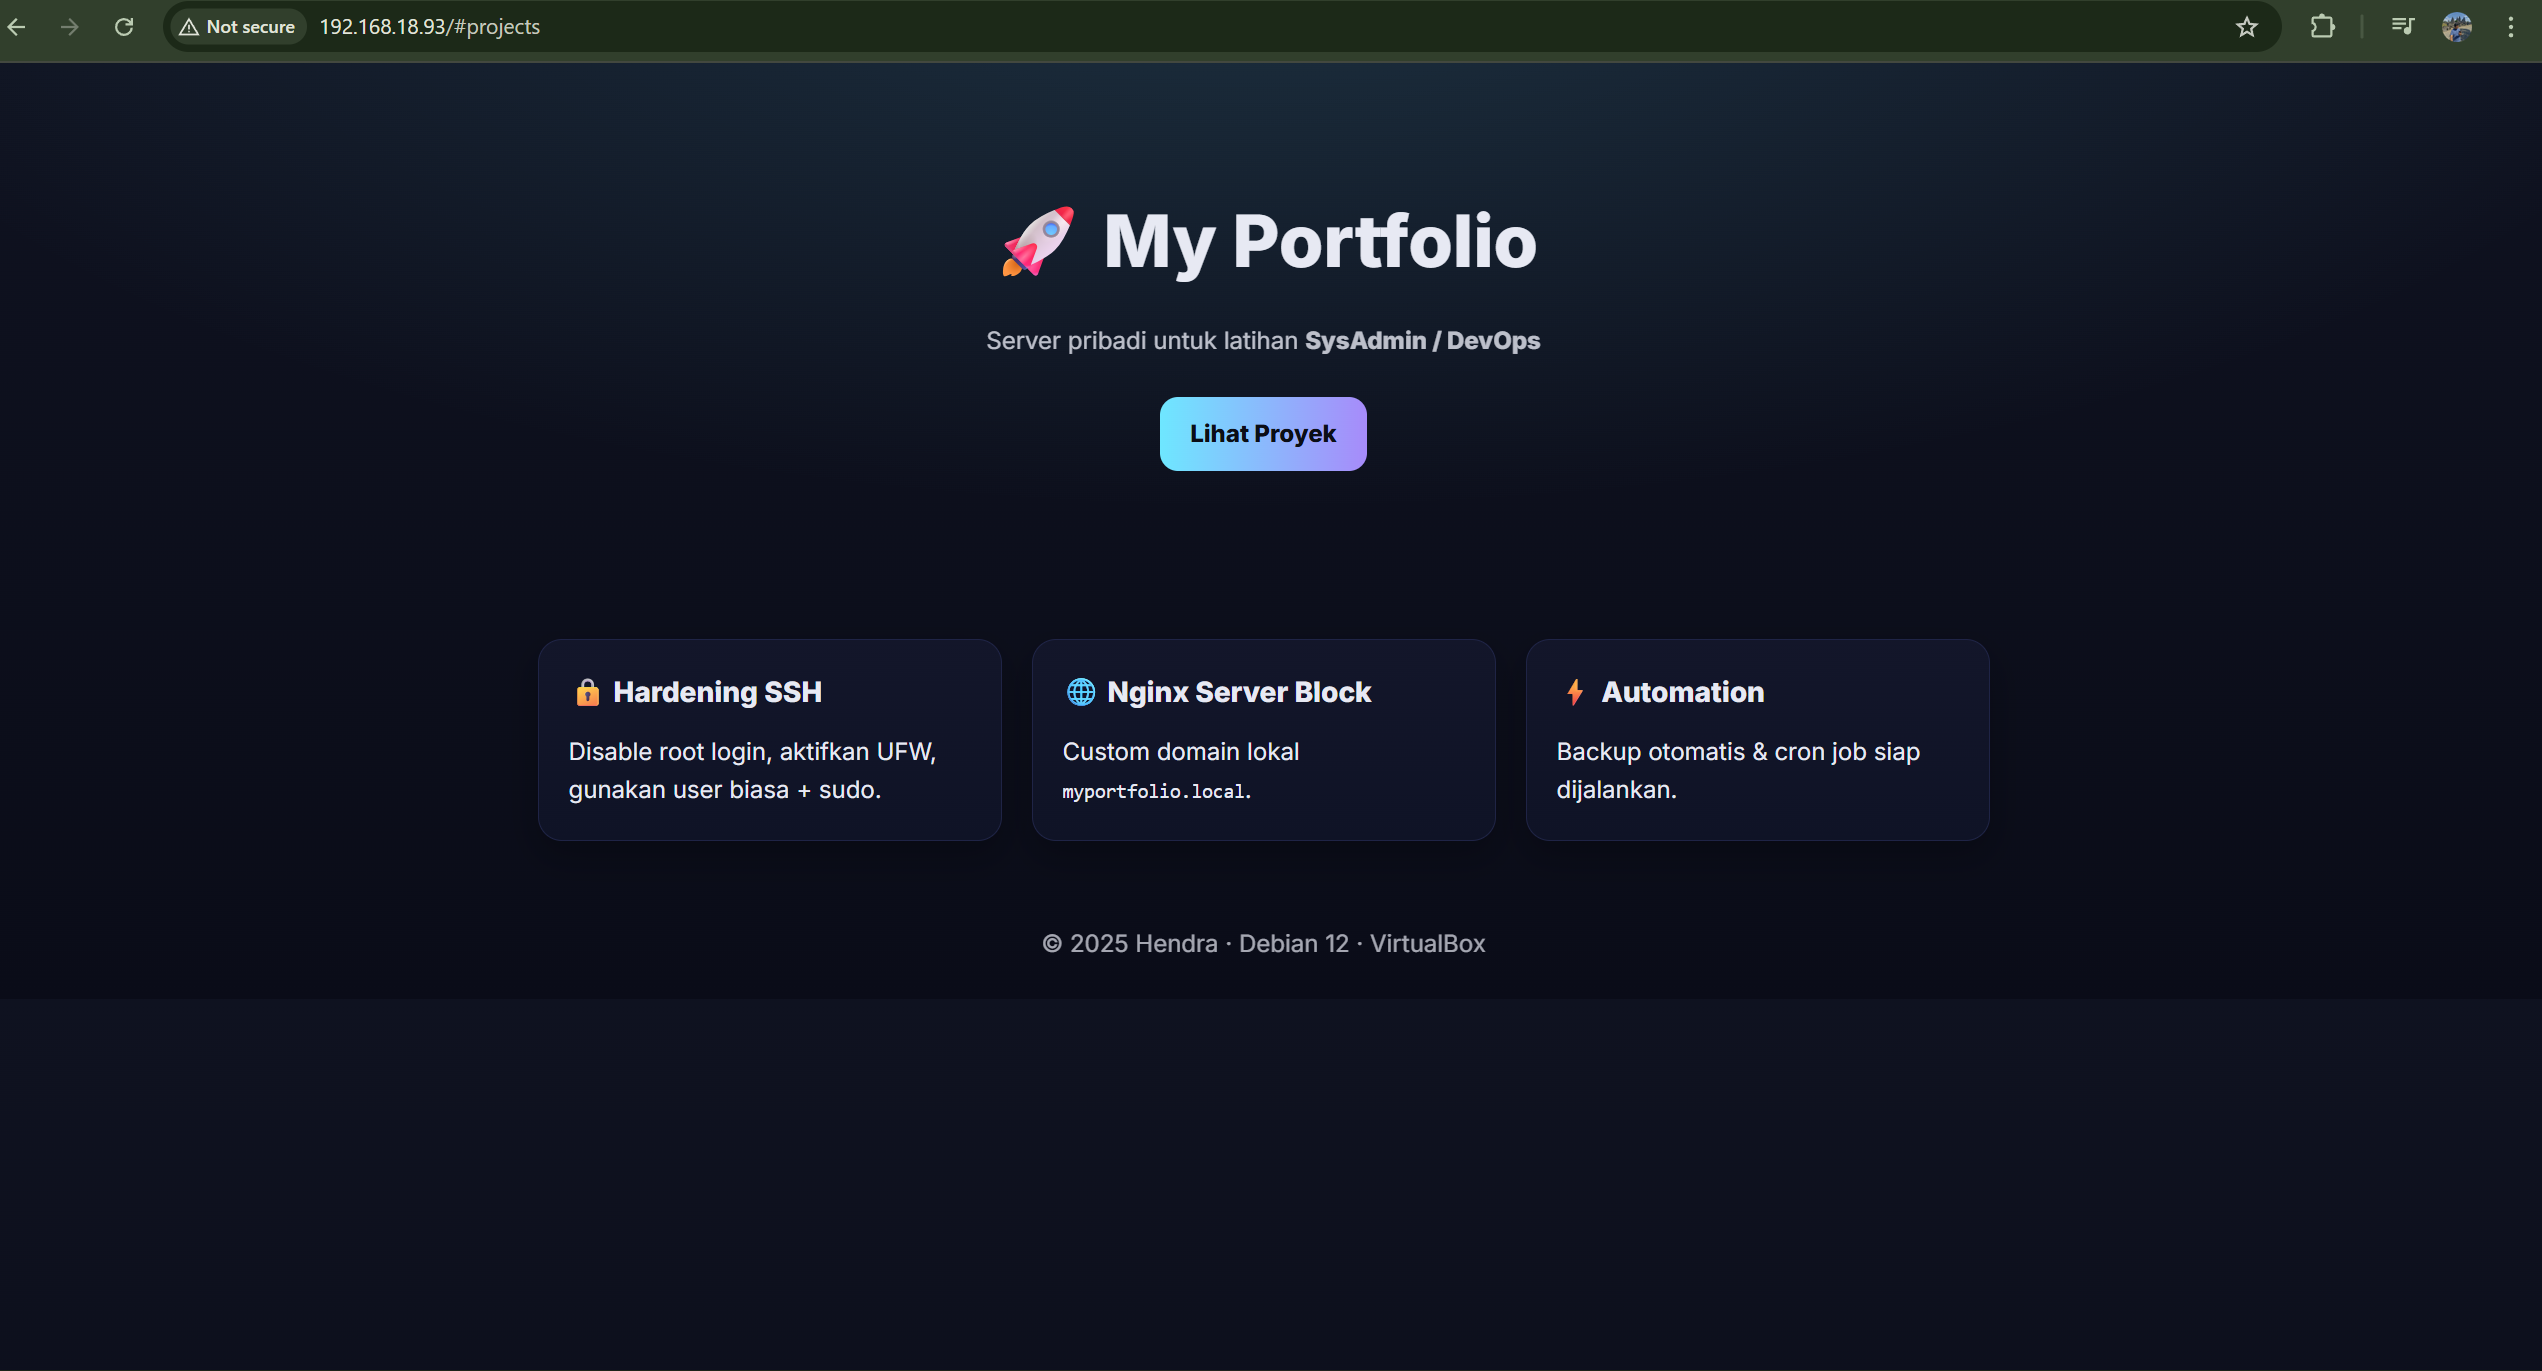 Not secure 192.168.18.93/#projects
My Portfolio
Server pribadi untuk latihan SysAdmin / DevOps
Lihat Proyek
Hardening SSH
Disable root login, aktifkan UFW,
gunakan user biasa + sudo.
Nginx Server Block
Custom domain lokal
myportfolio.local.
Automation
Backup otomatis & cron job siap
dijalankan.
© 2025 Hendra · Debian 12 · VirtualBox